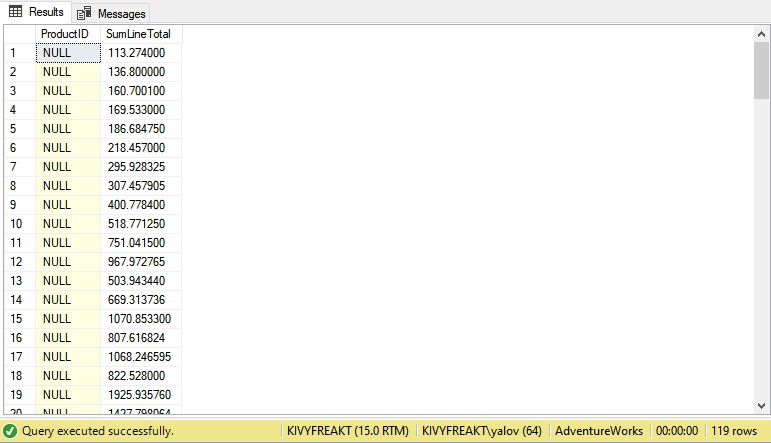 Results Messages
ProductID SumLineTotal
1 NULL 113.274000
2 NULL 136.800000
3 NULL 160.700100
4 NULL 169.533000
5 NULL 186.684750
6 NULL 218.457000
7 NULL 295.928325
8 NULL 307.457905
9 NULL 400.778400
10 NULL 518.771250
11 NULL 751.041500
12 NULL 967.972765
13 NULL 503.943440
14 NULL 669.313736
15 NULL 1070.853300
16 NULL 807.616824
17 NULL 1068.246595
18 NULL 822.528000
19 NULL 1925.935760
20 NULL 1427.798064
Query executed successfully. KIVYFREAKT (15.0 RTM) KIVYFREAKT\yalov (64) AdventureWorks 00:00:00 119 rows